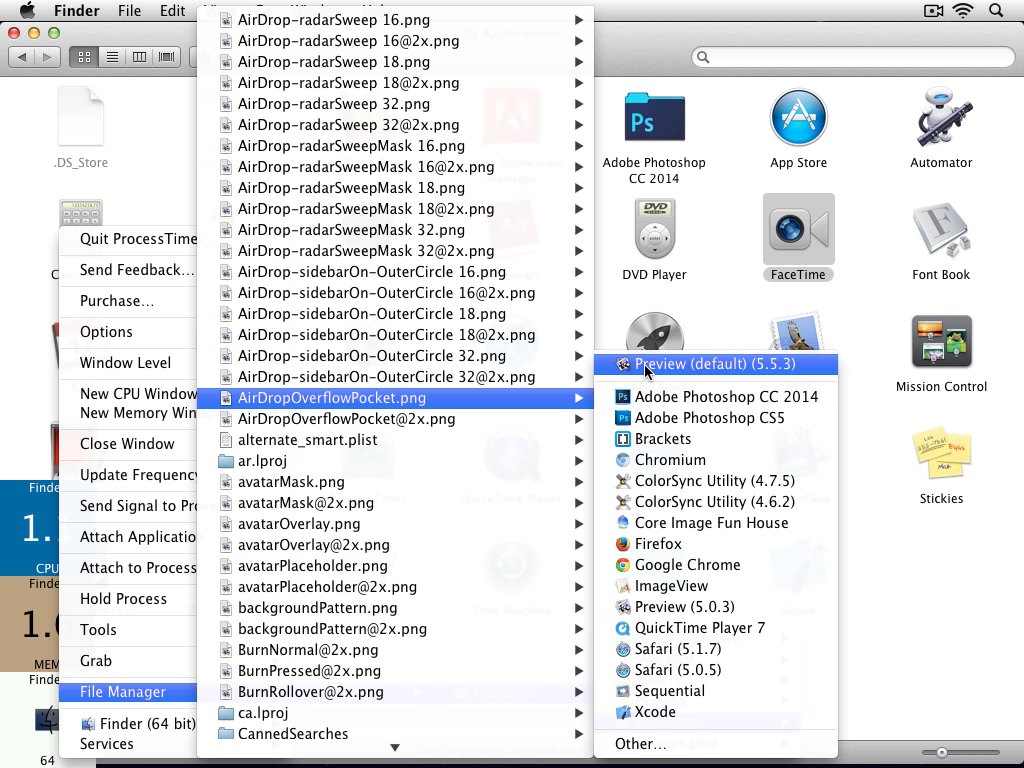 Finder File Edit
.DS_Store
Quit ProcessTime
Send Feedback...
Purchase...
Options
Window Level
New CPU Window
New Memory Win
Close Window
Update Frequency
Send Signal to Pro
Attach Applicatio
Attach to Process
Hold Process
Tools
Grab
File Manager
Finder (64 bit)
Services
Finde
CPU
Finde
MEM
Finde
64
AirDrop-radarSweep 16.png
AirDrop-radarSweep 16@2x.png
AirDrop-radarSweep 18.png
AirDrop-radarSweep 18@2x.png
AirDrop-radarSweep 32.png
AirDrop-radarSweep 32@2x.png
AirDrop-radarSweepMask 16.png
AirDrop-radarSweepMask 16@2x.png
AirDrop-radarSweepMask 18.png
AirDrop-radarSweepMask 18@2x.png
AirDrop-radarSweepMask 32.png
AirDrop-radarSweepMask 32@2x.png
AirDrop-sidebarOn-OuterCircle 16.png
AirDrop-sidebarOn-OuterCircle 16@2x.png
AirDrop-sidebarOn-OuterCircle 18.png
AirDrop-sidebarOn-OuterCircle 18@2x.png
AirDrop-sidebarOn-OuterCircle 32.png
AirDrop-sidebarOn-OuterCircle 32@2x.png
AirDropOverflowPocket.png
AirDropOverflowPocket@2x.png
alternate_smart.plist
ar.lproj
avatarMask.png
avatarMask@2x.png
avatarOverlay.png
avatarOverlay@2x.png
avatarPlaceholder.png
avatarPlaceholder@2x.png
backgroundPattern.png
backgroundPattern@2x.png
BurnNormal@2x.png
BurnPressed@2x.png
BurnRollover@2x.png
ca.lproj
CannedSearches
Ps
Adobe Photoshop
CC 2014
App Store
Automator
DVD
DVD Player
FaceTime
Font Book
Mission Control
Stickies
Preview (default) (5.5.3)
Adobe Photoshop CC 2014
Adobe Photoshop CS5
Brackets
Chromium
ColorSync Utility (4.7.5)
ColorSync Utility (4.6.2)
Core Image Fun House
Firefox
Google Chrome
ImageView
Preview (5.0.3)
QuickTime Player 7
Safari (5.1.7)
Safari (5.0.5)
Sequential
Xcode
Other...